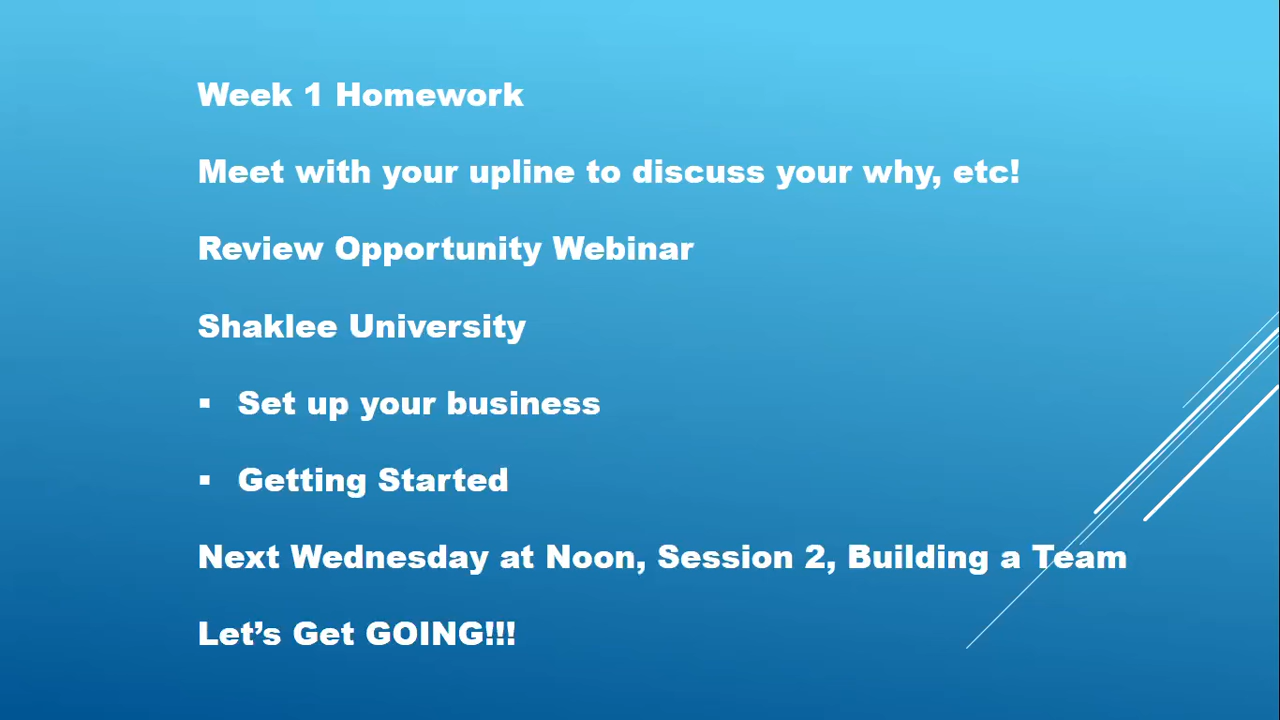 Week 1 Homework
Meet with your upline to discuss your why, etc!
Review Opportunity Webinar
Shaklee University
▪ Set up your business
▪ Getting Started
Next Wednesday at Noon, Session 2, Building a Team
Let’s Get GOING!!!